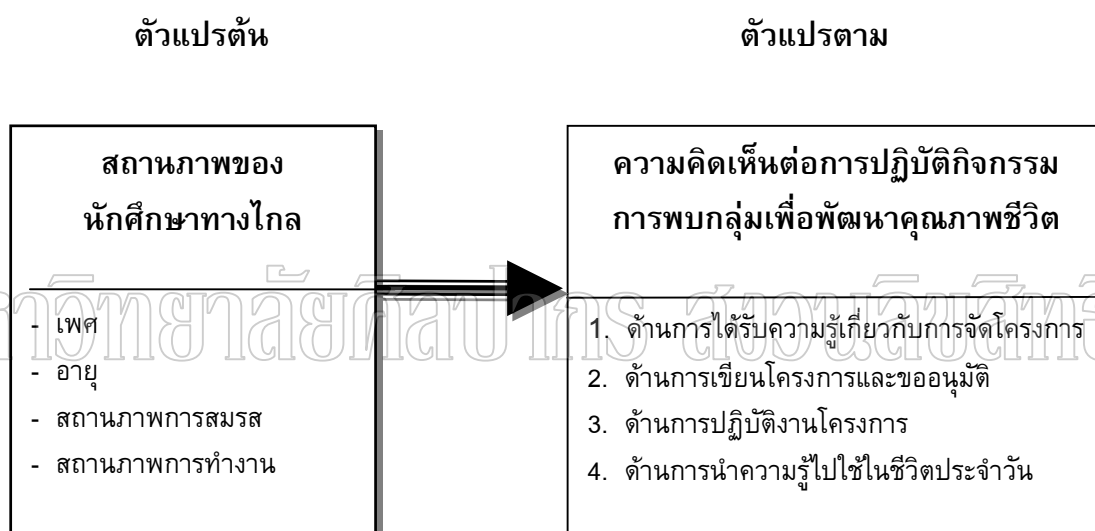 ตัวแปรต้น
ตัวแปรตาม
สถานภาพของ
นักศึกษาทางไกล
- เพศ
- อายุ
- สถานภาพการสมรส
- สถานภาพการทำงาน
ความคิดเห็นต่อการปฏิบัติกิจกรรม
การพบกลุ่มเพื่อพัฒนาคุณภาพชีวิต
1. ด้านการได้รับความรู้เกี่ยวกับการจัดโครงการ
2. ด้านการเขียนโครงการและขออนุมัติ
3. ด้านการปฏิบัติงานโครงการ
4. ด้านการนำความรู้ไปใช้ในชีวิตประจำวัน